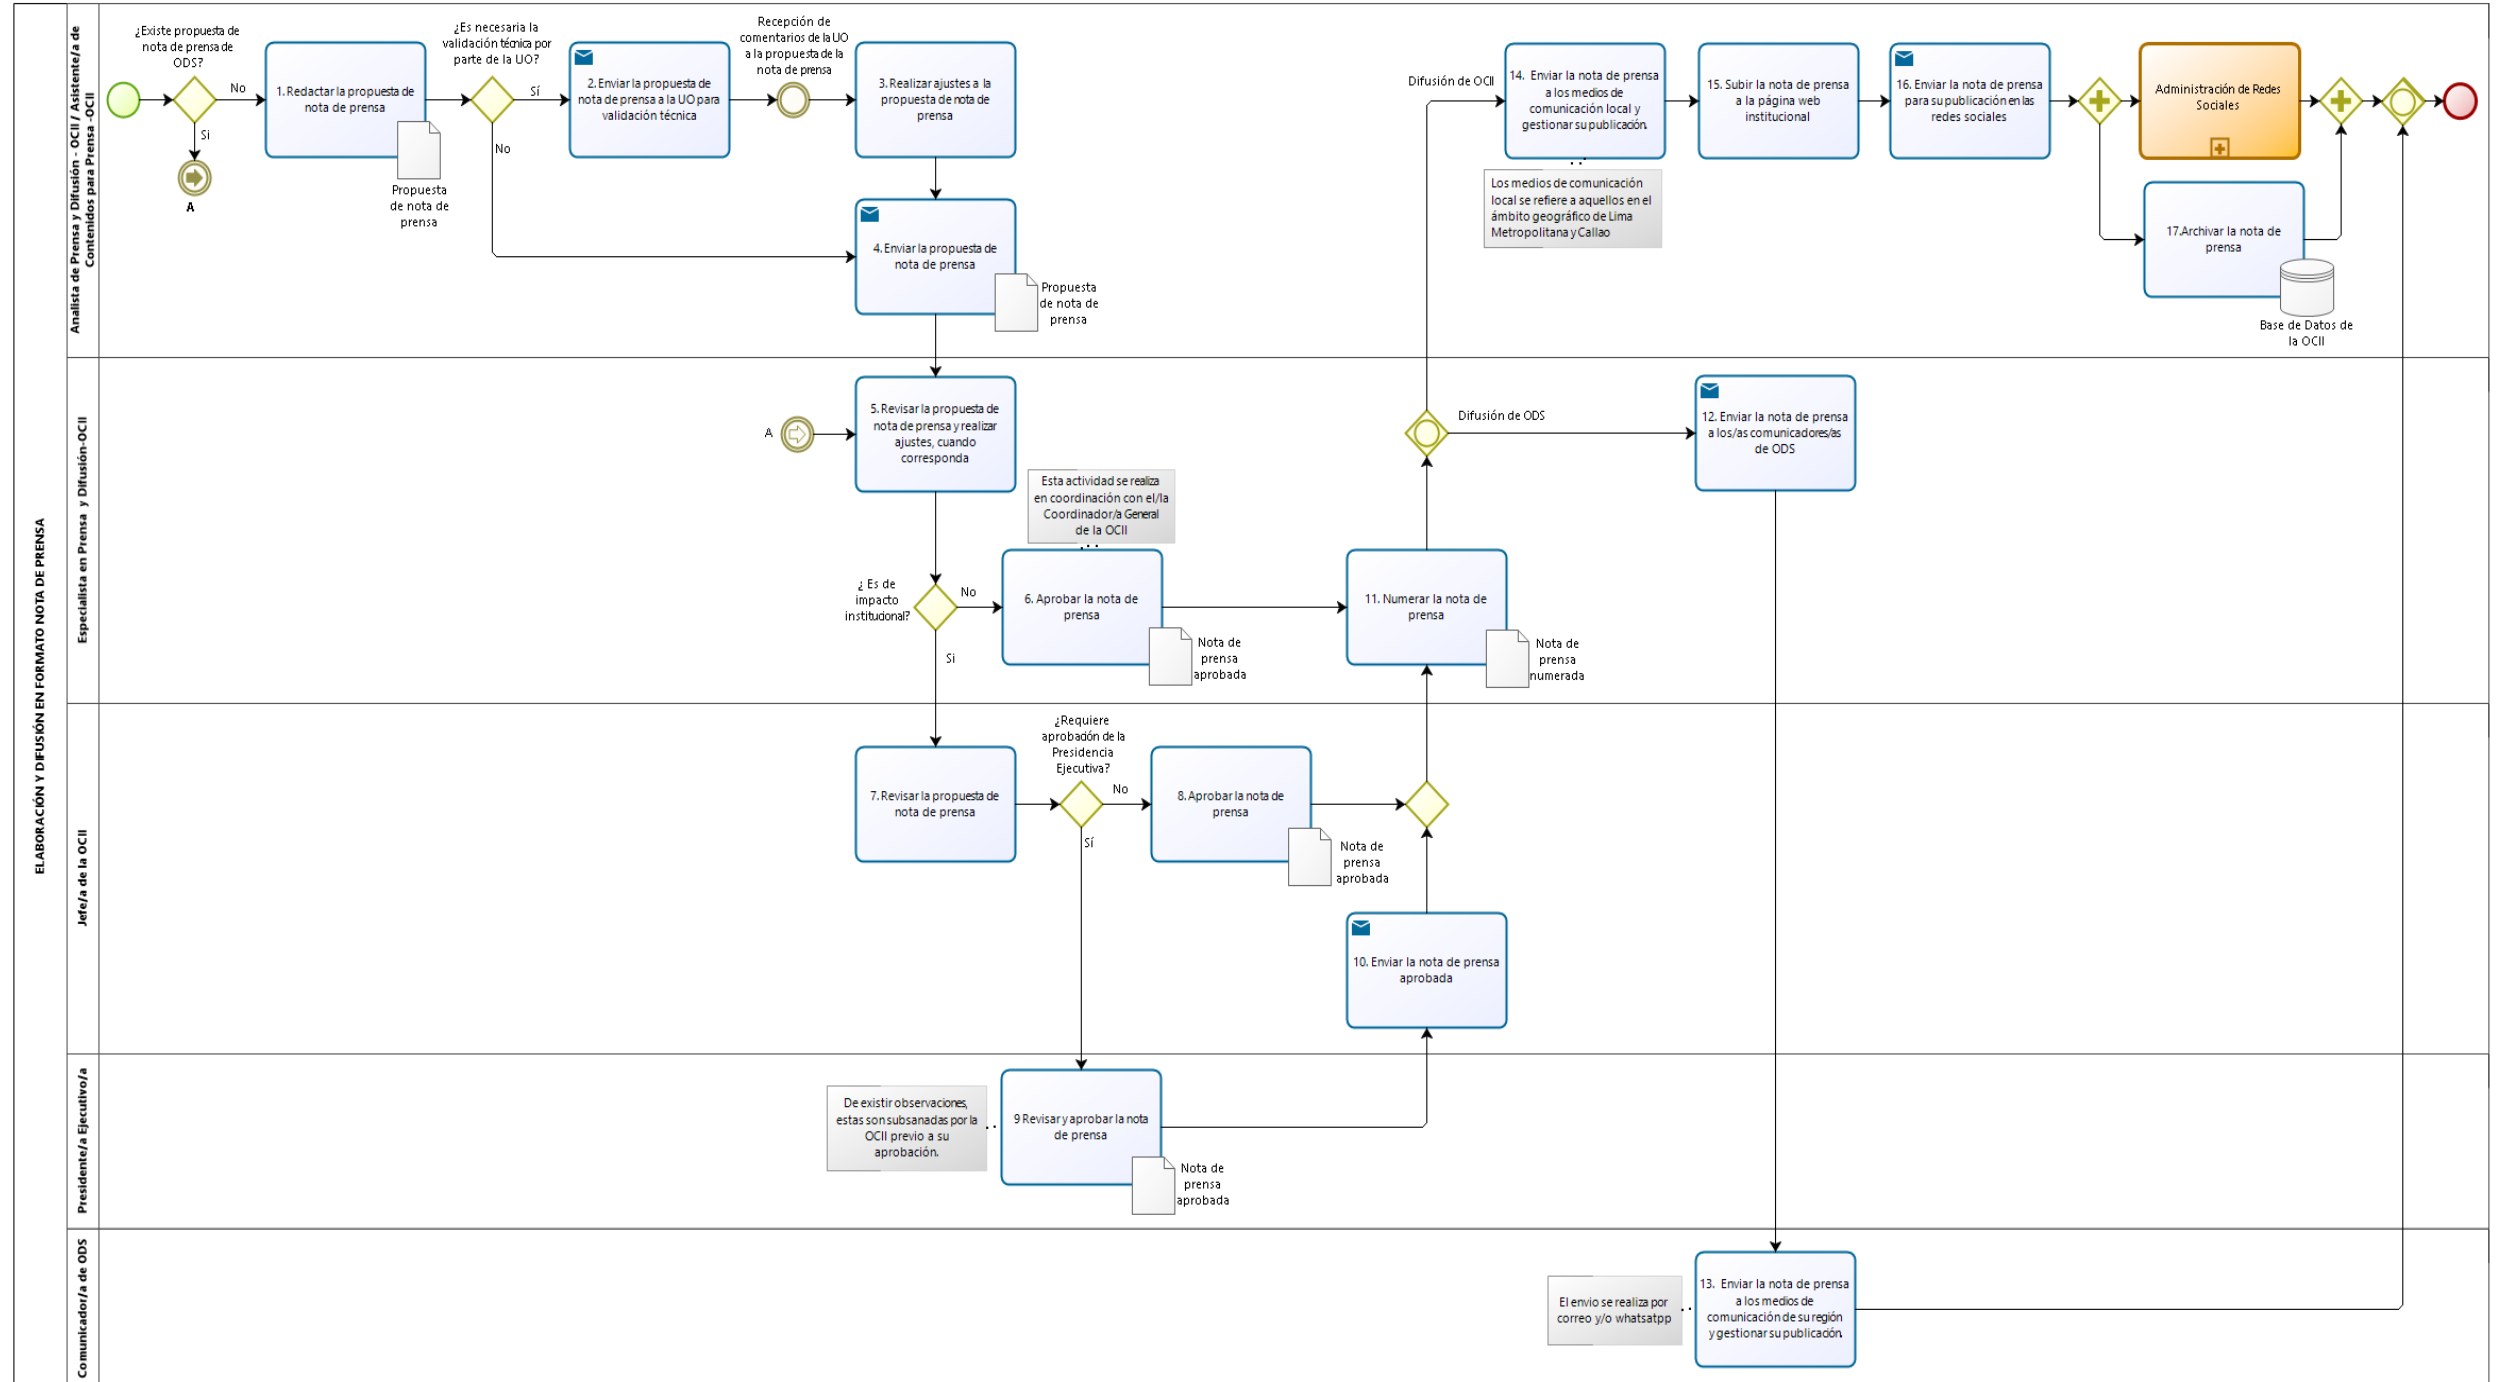 ELABORACIÓN Y DIFUSIÓN EN FORMATO NOTA DE PRENSA
Analista de Prensa y Difusión - OCII / Asistente/a de
Contenidos para Prensa -OCII
¿Existe propuesta de
nota de prensa de
ODS?
No
Si
A
1. Redactar la propuesta de
nota de prensa
Propuesta
de nota de
prensa
¿Es necesaria la
validación técnica por
parte de la UO?
Sí
No
2. Enviar la propuesta de
nota de prensa a la UO para
validación técnica
Recepción de
comentarios de la UO
a la propuesta de la
nota de prensa
3. Realizar ajustes a la
propuesta de nota de
prensa
4. Enviar la propuesta de
nota de prensa
Propuesta
de nota de
prensa
Difusión de OCII
14. Enviar la nota de prensa
a los medios de
comunicación local y
gestionar su publicación.
Los medios de comunicación
local se refiere a aquellos en el
ámbito geográfico de Lima
Metropolitana y Callao
15. Subir la nota de prensa
a la página web
institucional
16. Enviar la nota de prensa
para su publicación en las
redes sociales
Administración de Redes
Sociales
17.Archivar la nota de
prensa
Base de Datos de
la OCII
Especialista en Prensa y Difusión-OCII
A
5. Revisar la propuesta de
nota de prensa y realizar
ajustes, cuando
corresponda
Esta actividad se realiza
en coordinación con el/la
Coordinador/a General
de la OCII
¿ Es de
impacto
institucional?
No
Si
6. Aprobar la nota de
prensa
Nota de
prensa
aprobada
11. Numerar la nota de
prensa
Nota de
prensa
numerada
Difusión de ODS
12. Enviar la nota de prensa
a los/as comunicadores/as
de ODS
Jefe/a de la OCII
7. Revisar la propuesta de
nota de prensa
¿Requiere
aprobación de la
Presidencia
Ejecutiva?
No
Sí
8. Aprobar la nota de
prensa
Nota de
prensa
aprobada
10. Enviar la nota de prensa
aprobada
Presidente/a Ejecutivo/a
De existir observaciones,
estas son subsanadas por la
OCII previo a su
aprobación.
9 Revisar y aprobar la nota
de prensa
Nota de
prensa
aprobada
Comunicador/a de ODS
El envio se realiza por
correo y/o whatsatpp
13. Enviar la nota de prensa
a los medios de
comunicación de su región
y gestionar su publicación.